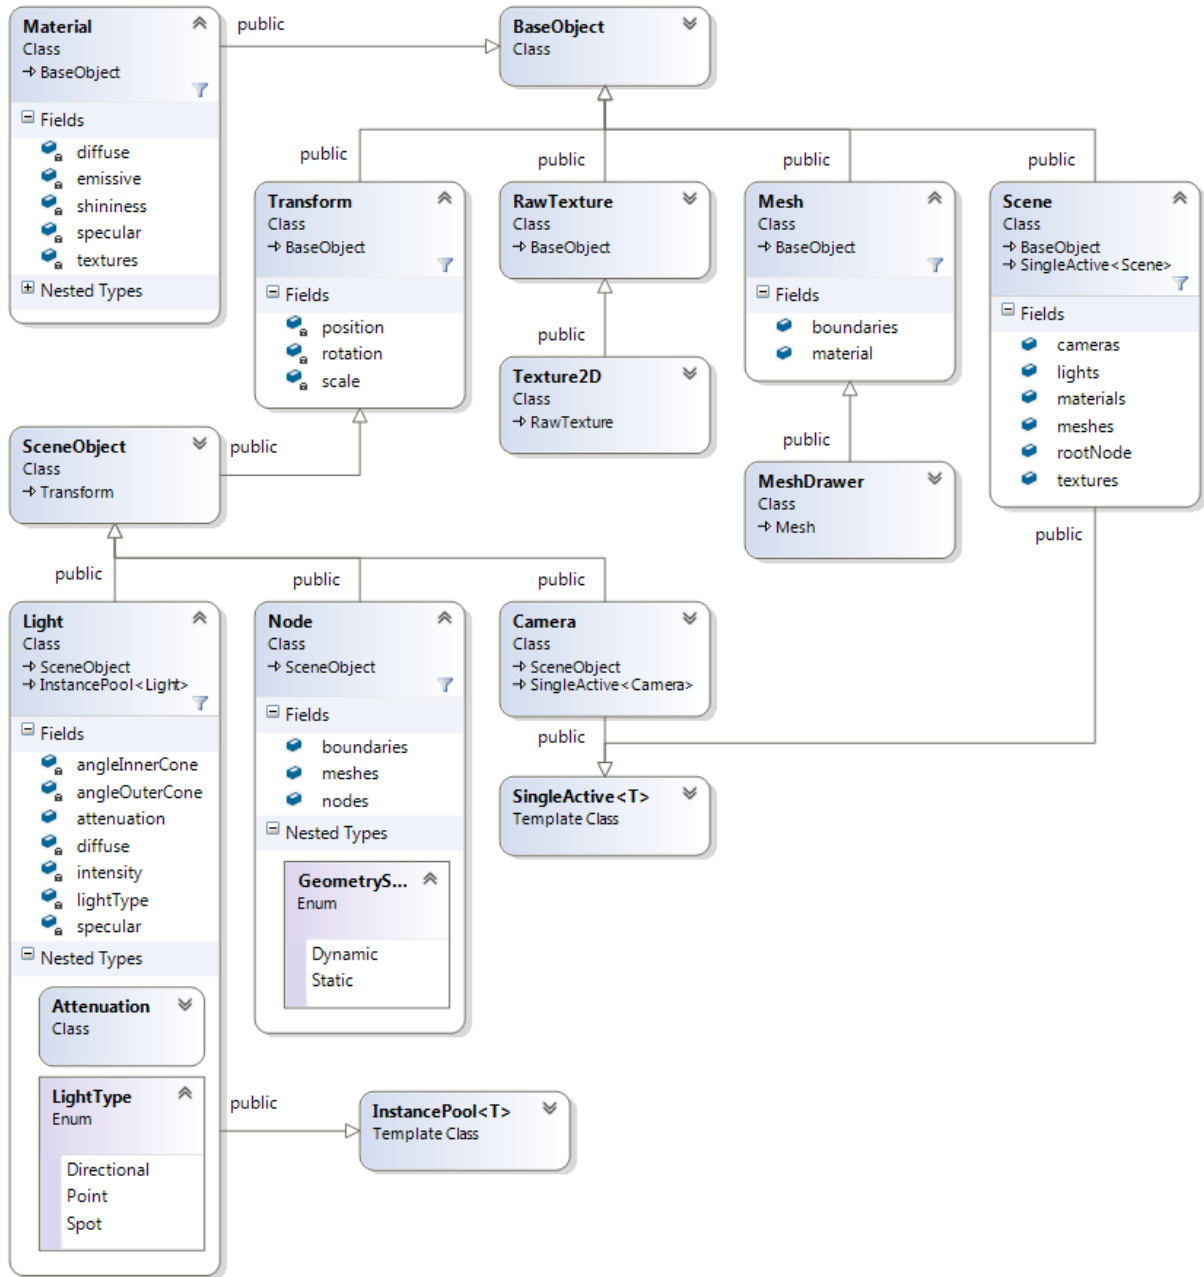 Material
Class
BaseObject
Fields
diffuse
emissive
shininess
specular
textures
Nested Types
public
BaseObject
Class
public
Transform
Class
BaseObject
Fields
position
rotation
scale
public
RawTexture
Class
BaseObject
public
Texture2D
Class
RawTexture
public
Mesh
Class
BaseObject
Fields
boundaries
material
public
MeshDrawer
Class
Mesh
public
Scene
Class
BaseObject
SingleActive<Scene>
Fields
cameras
lights
materials
meshes
rootNode
textures
public
SceneObject
Class
Transform
public
public
Light
Class
SceneObject
InstancePool<Light>
Fields
angleInnerCone
angleOuterCone
attenuation
diffuse
intensity
lightType
specular
Nested Types
Attenuation
Class
LightType
Enum
Directional
Point
Spot
public
Node
Class
SceneObject
Fields
boundaries
meshes
nodes
Nested Types
GeometryS...
Enum
Dynamic
Static
public
Camera
Class
SceneObject
SingleActive<Camera>
public
SingleActive<T>
Template Class
public
InstancePool<T>
Template Class